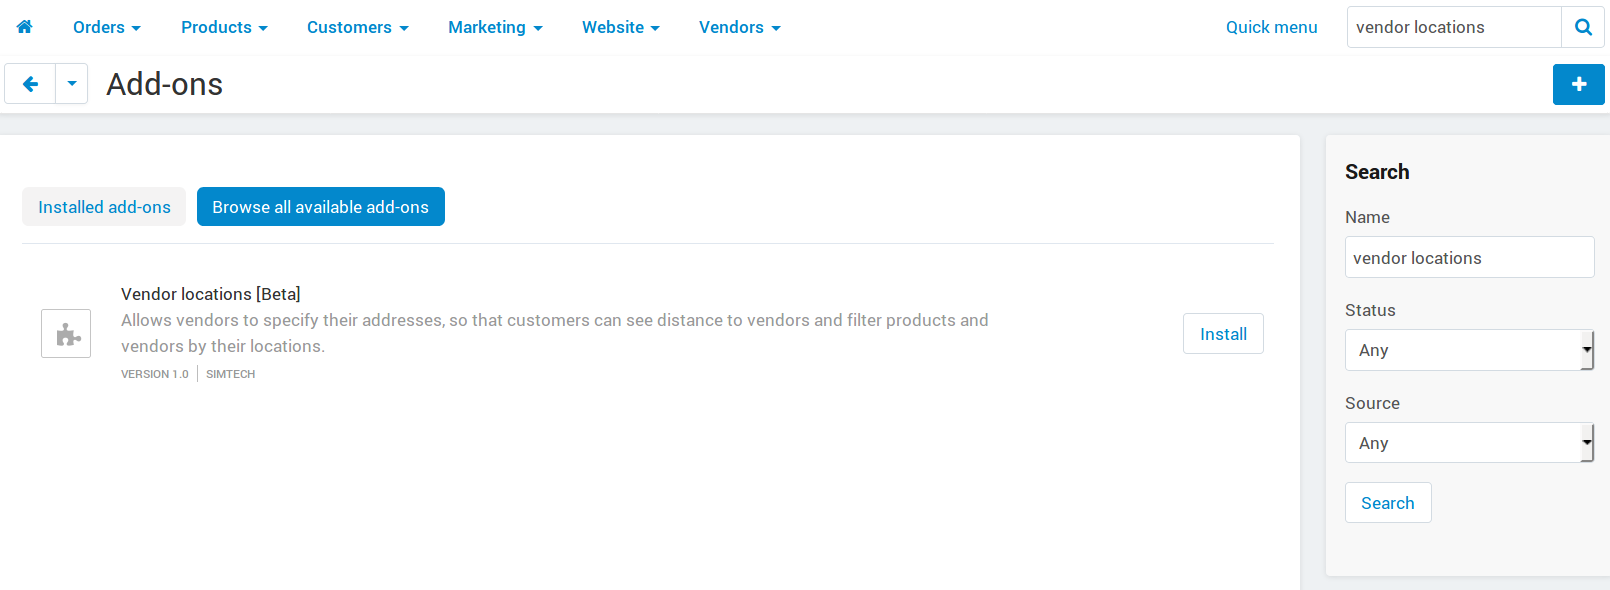 Orders Products Customers Marketing Website Vendors Quick menu vendor locations
Add-ons
Installed add-ons Browse all available add-ons
Vendor locations [Beta]
Allows vendors to specify their addresses, so that customers can see distance to vendors and filter products and
vendors by their locations.
VERSION 1.0 SIMTECH
Install
Search
Name
vendor locations
Status
Any
Source
Any
Search